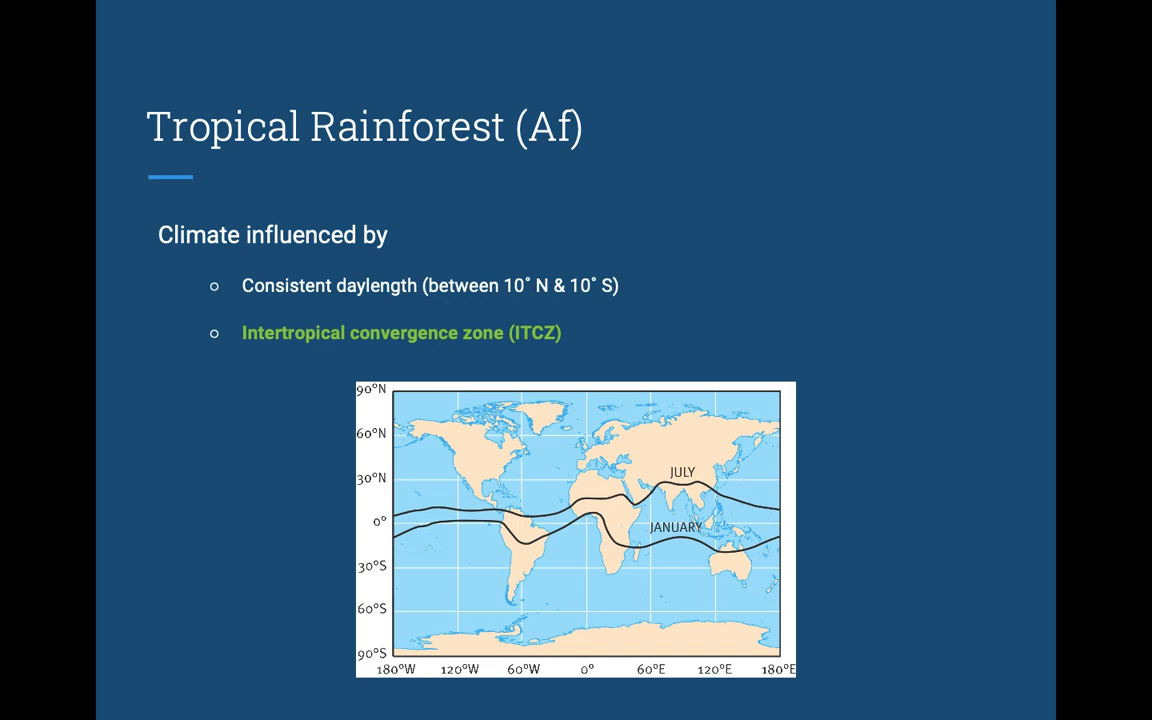 Tropical Rainforest (Af)
Climate influenced by
○ Consistent daylength (between 10˚ N & 10˚ S)
○ Intertropical convergence zone (ITCZ)
90°N
60°N
30°N
0°
30°S
60°S
90°S
JULY
JANUARY
180°W 120°W 60°W 0° 60°E 120°E 180°E